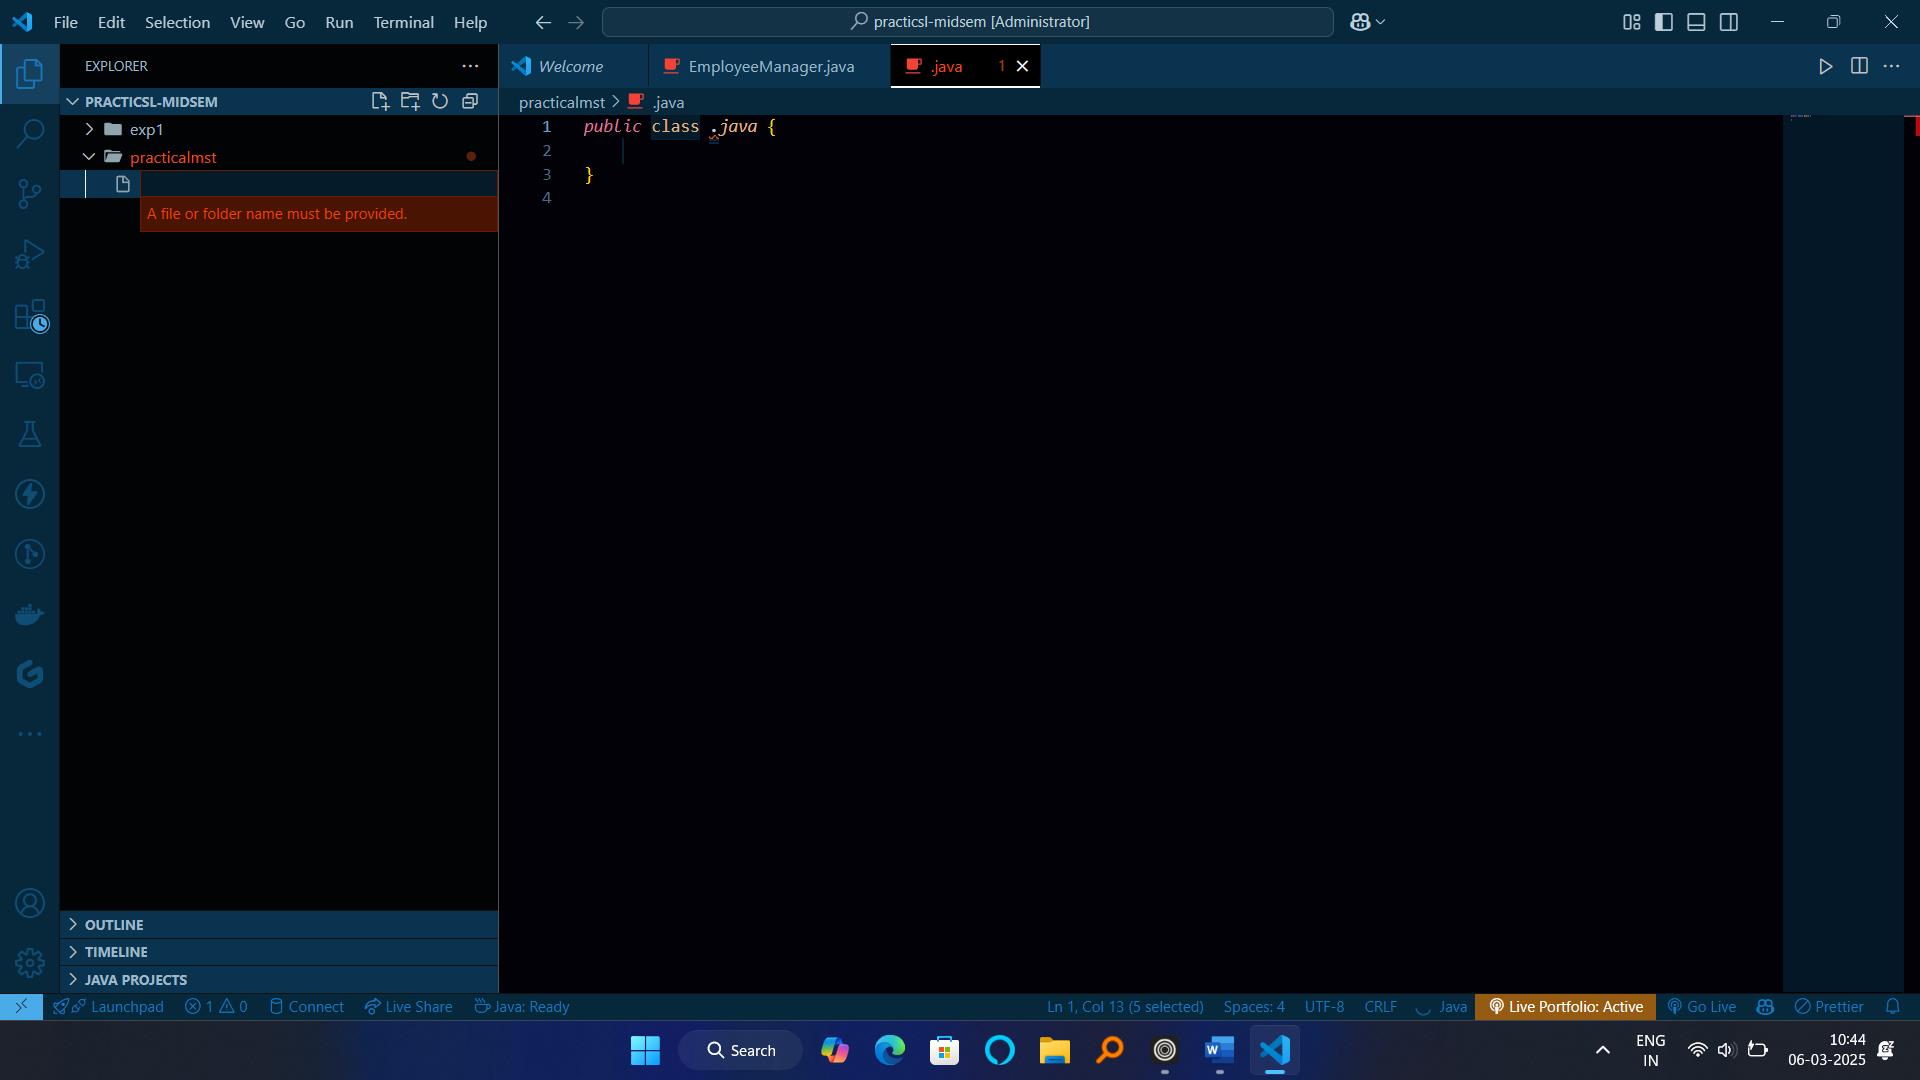 File Edit Selection View Go Run Terminal Help
practicsl-midsem [Administrator]
EXPLORER
Welcome
EmployeeManager.java
.java 1
PRACTICSL-MIDSEM
practicalmst > .java
exp1
practicalmst
A file or folder name must be provided.
1 public class .java {
2
3 }
4
OUTLINE
TIMELINE
JAVA PROJECTS
Launchpad 1 0 Connect Live Share Java: Ready
Ln 1, Col 13 (5 selected) Spaces: 4 UTF-8 CRLF Java Live Portfolio: Active Go Live Prettier
Search
ENG
IN
10:44
06-03-2025